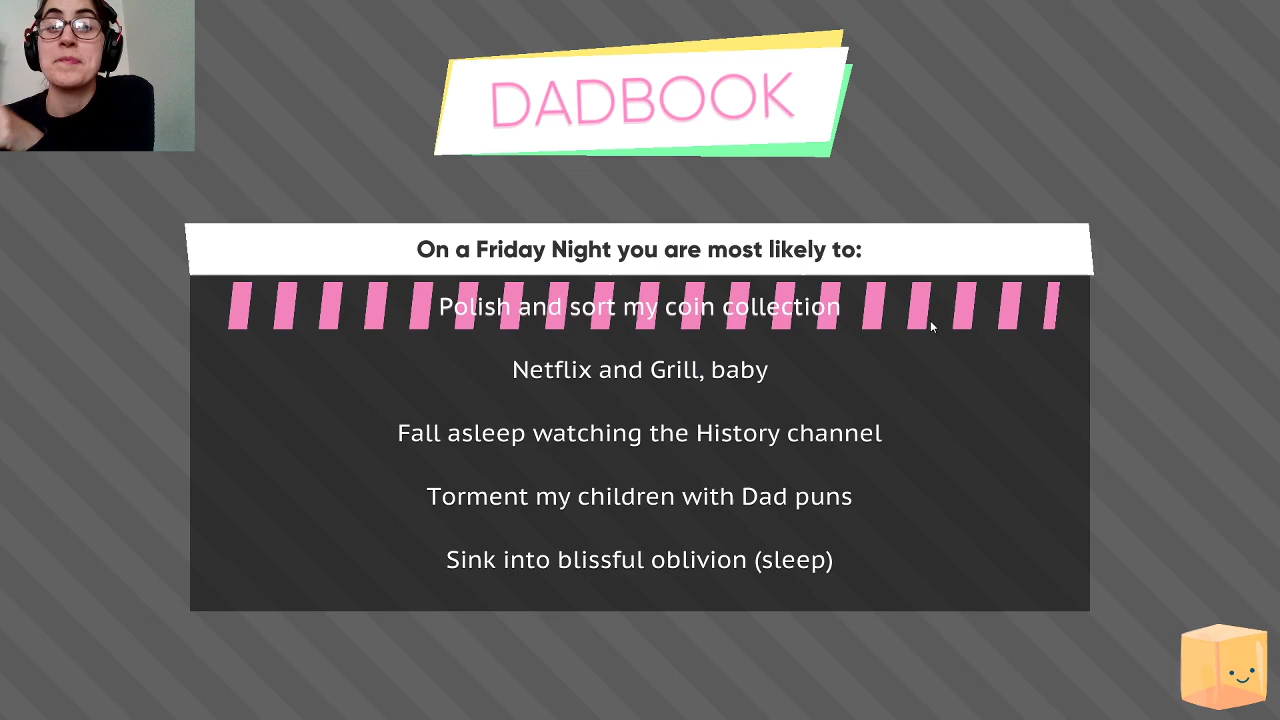 DADBOOK
On a Friday Night you are most likely to:
Polish and sort my coin collection
Netflix and Grill, baby
Fall asleep watching the History channel
Torment my children with Dad puns
Sink into blissful oblivion (sleep)